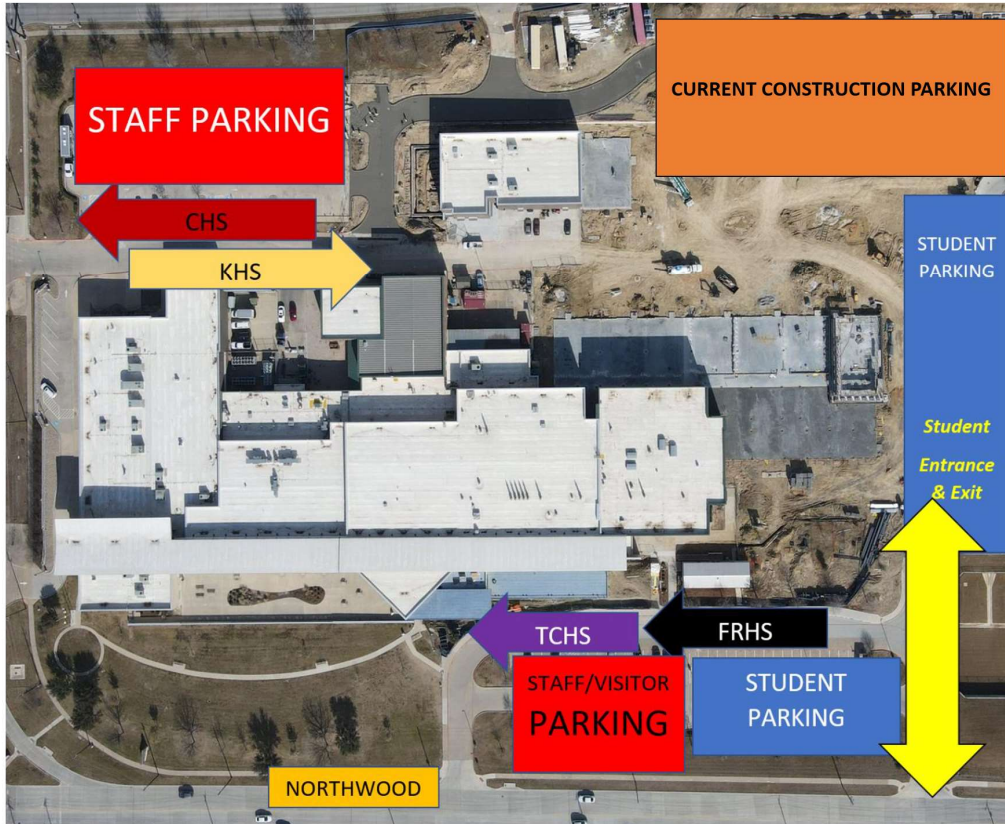 STAFF PARKING
CURRENT CONSTRUCTION PARKING
CHS
KHS
STUDENT
PARKING
Student
Entrance
& Exit
TCHS
FRHS
STAFF/VISITOR
PARKING
STUDENT
PARKING
NORTHWOOD